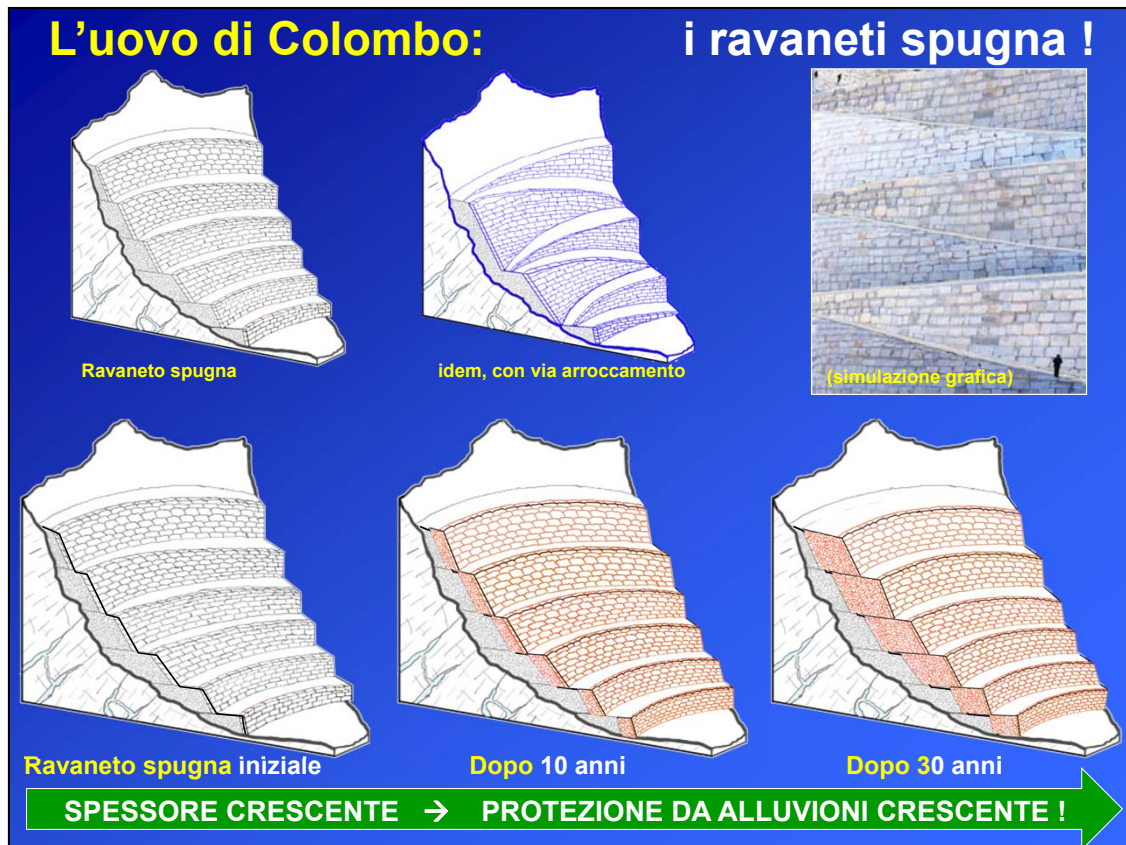 L'uovo di Colombo: i ravaneti spugna !
Ravaneto spugna
idem, con via arroccamento
(simulazione grafica)
Ravaneto spugna iniziale
Dopo 10 anni
Dopo 30 anni
SPESSORE CRESCENTE → PROTEZIONE DA ALLUVIONI CRESCENTE !